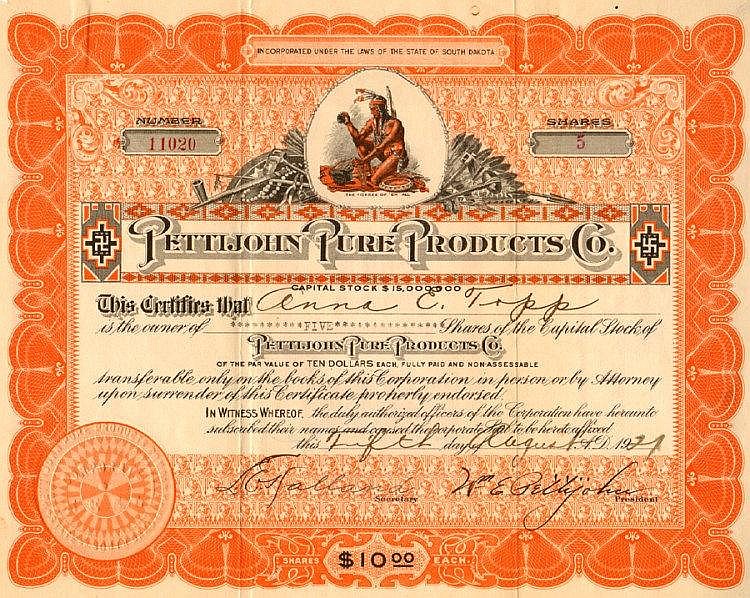 INCORPORATED UNDER THE LAWS OF THE STATE OF SOUTH DAKOTA
NUMBER
11020
SHARES
5
PETTIJOHN PURE PRODUCTS CO.
CAPITAL STOCK $15,000,000.00
This Certifies that Anna E. Topp
is the owner of FIVE Shares of the Capital Stock of
PETTIJOHN PURE PRODUCTS CO.
OF THE PAR VALUE OF TEN DOLLARS EACH, FULLY PAID AND NON-ASSESSABLE
transferable only on the books of this Corporation in person or by Attorney
upon surrender of this Certificate properly endorsed.
IN WITNESS WHEREOF, the duly authorized officers of the Corporation have hereunto
subscribed their names and caused the corporate Seal to be hereto affixed
this Fifth day of August A.D. 1921
Secretary
Wm E Pettijohn
President
$10.00
SHARES EACH.